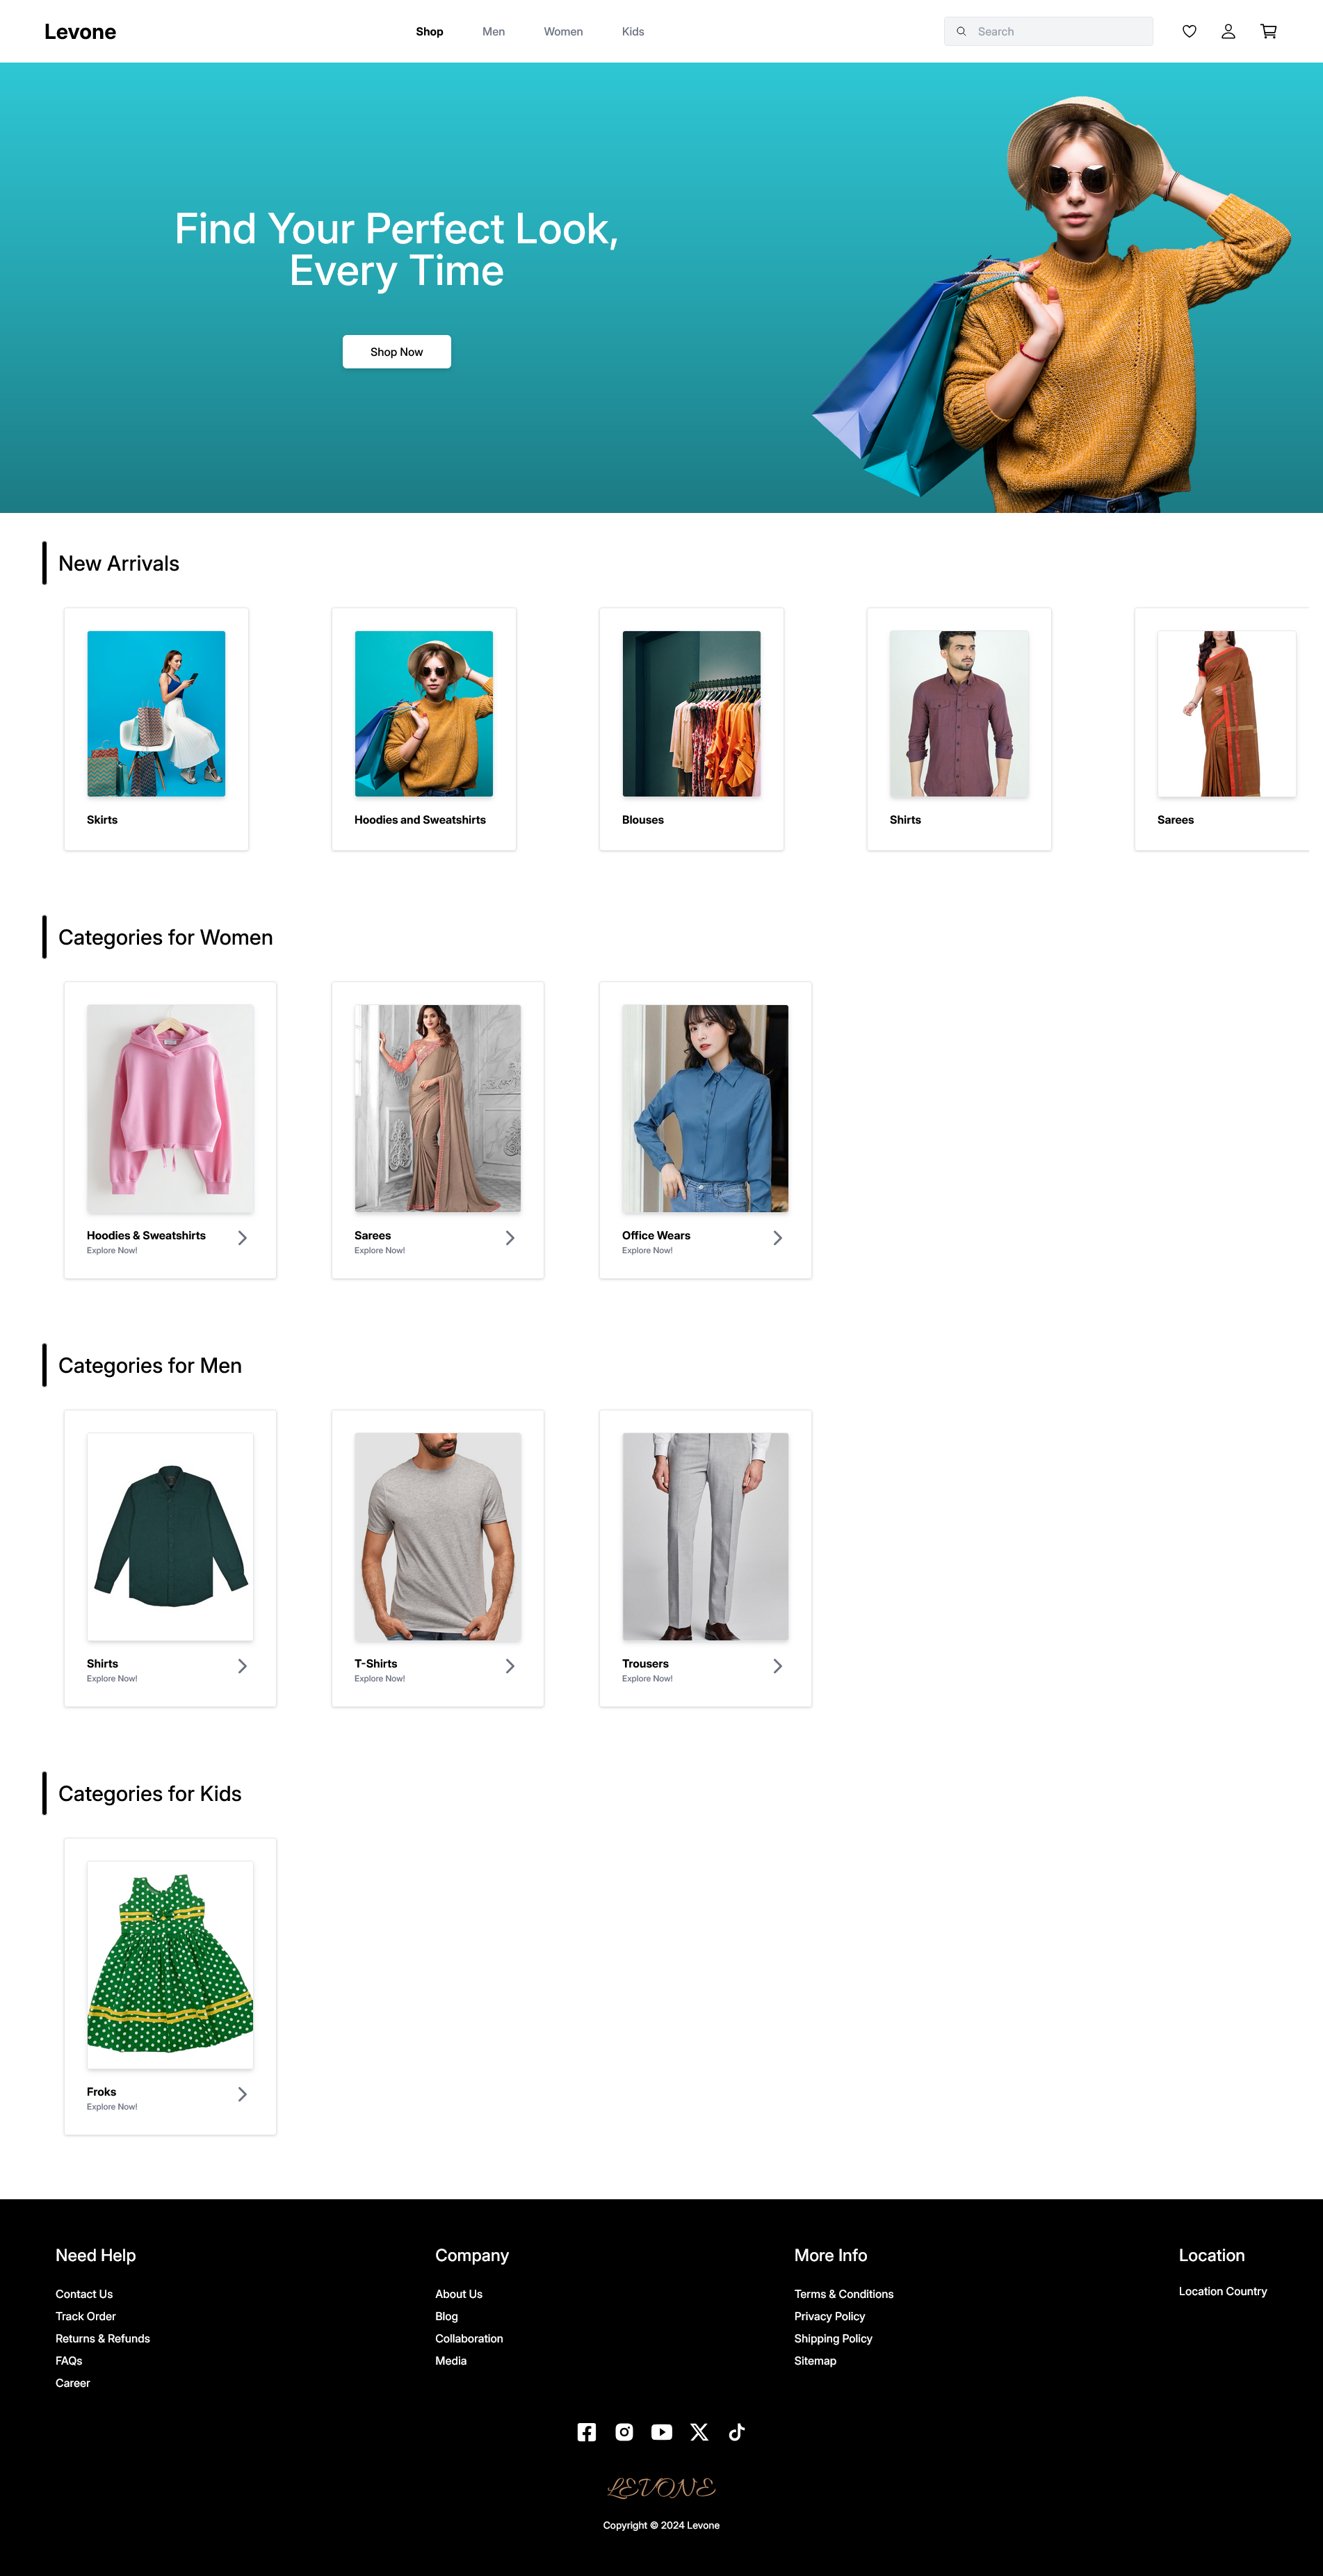 Levone
Shop
Men
Women
Kids
Search
Find Your Perfect Look,
Every Time
Shop Now
New Arrivals
Skirts
Hoodies and Sweatshirts
Blouses
Shirts
Sarees
Categories for Women
Hoodies & Sweatshirts
Explore Now!
Sarees
Explore Now!
Office Wears
Explore Now!
Categories for Men
Shirts
Explore Now!
T-Shirts
Explore Now!
Trousers
Explore Now!
Categories for Kids
Froks
Explore Now!
Need Help
Contact Us
Track Order
Returns & Refunds
FAQs
Career
Company
About Us
Blog
Collaboration
Media
More Info
Terms & Conditions
Privacy Policy
Shipping Policy
Sitemap
Location
Location Country
LEVONE
Copyright © 2024 Levone